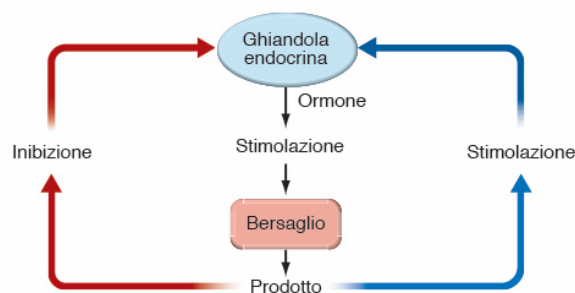 Ghiandola
endocrina
Ormone
Inibizione
Stimolazione
Stimolazione
Bersaglio
Prodotto